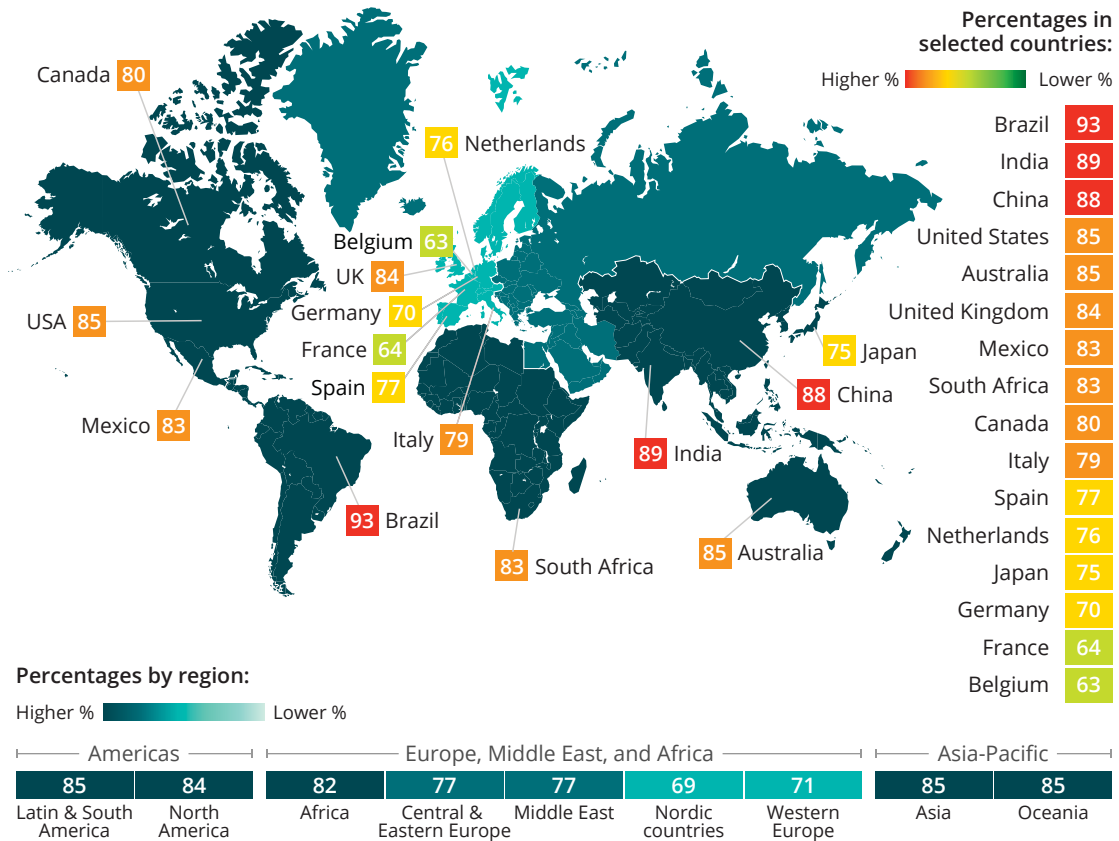 Percentages in
selected countries:
Higher %
Lower %
Canada 80
76 Netherlands
Belgium 63
UK 84
Germany 70
USA 85
France 64
75 Japan
Spain 77
88 China
Mexico 83
Italy 79
89 India
93 Brazil
85 Australia
83 South Africa
Brazil 93
India 89
China 88
United States 85
Australia 85
United Kingdom 84
Mexico 83
South Africa 83
Canada 80
Italy 79
Spain 77
Netherlands 76
Japan 75
Germany 70
France 64
Belgium 63
Percentages by region:
Higher %
Lower %
Americas
85
Latin & South
America
84
North
America
Europe, Middle East, and Africa
82
Africa
77
Central &
Eastern Europe
77
Middle East
69
Nordic
countries
71
Western
Europe
Asia-Pacific
85
Asia
85
Oceania